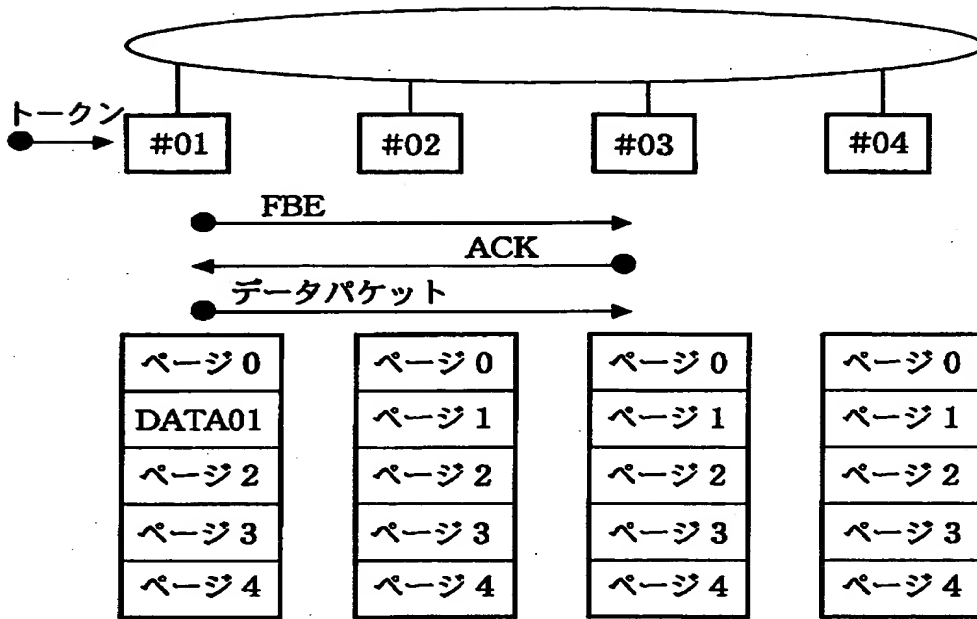 トークン
#01 #02 #03 #04
FBE
ACK
データパケット
ページ 0 ページ 0 ページ 0 ページ 0
DATA01 ページ 1 ページ 1 ページ 1
ページ 2 ページ 2 ページ 2 ページ 2
ページ 3 ページ 3 ページ 3 ページ 3
ページ 4 ページ 4 ページ 4 ページ 4